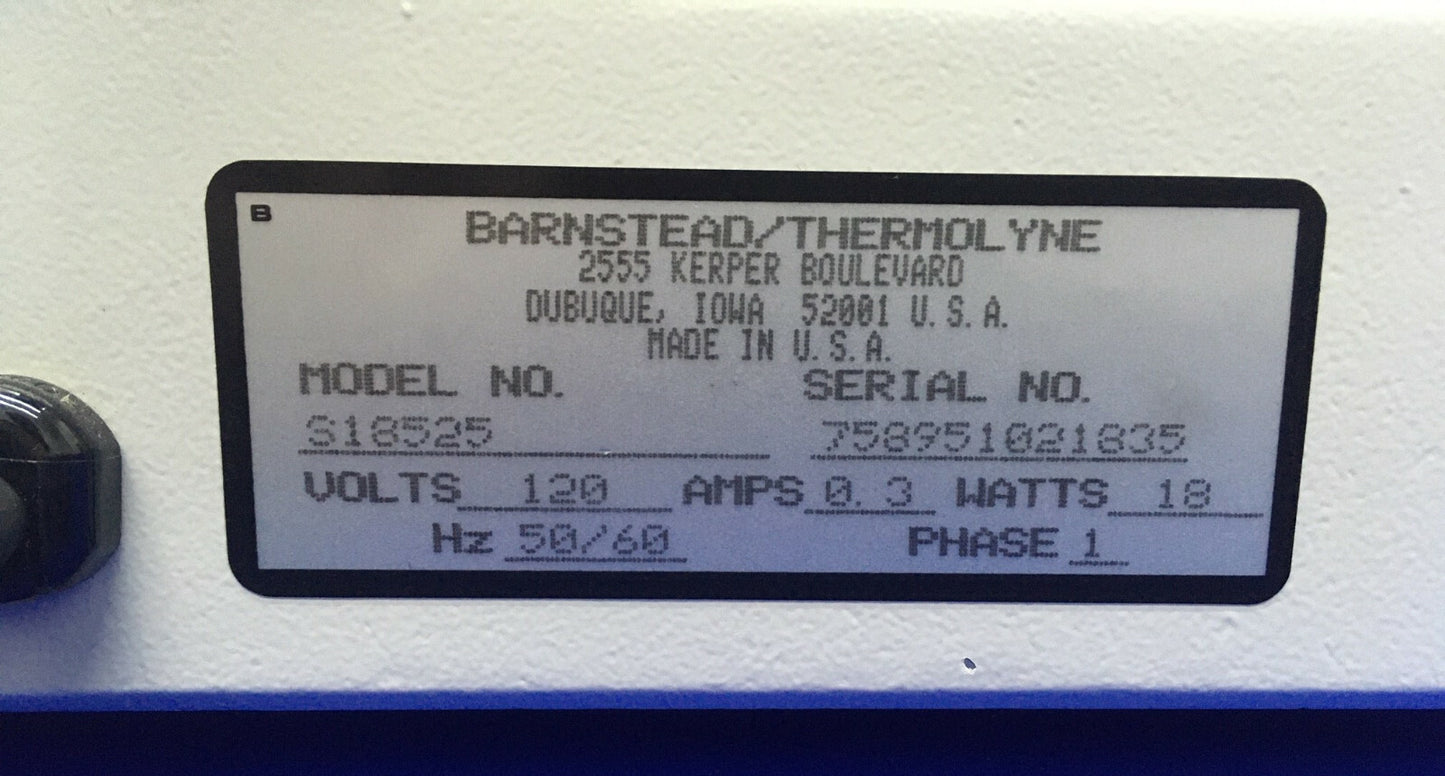 B
BARNSTEAD/THERMOLYNE
2555 KERPER BOULEVARD
DUBUQUE, IOWA 52001 U.S.A.
MADE IN U.S.A.
MODEL NO. SERIAL NO.
S18525 758951021635
VOLTS 120 AMPS 0.3 WATTS 18
Hz 50/60 PHASE 1